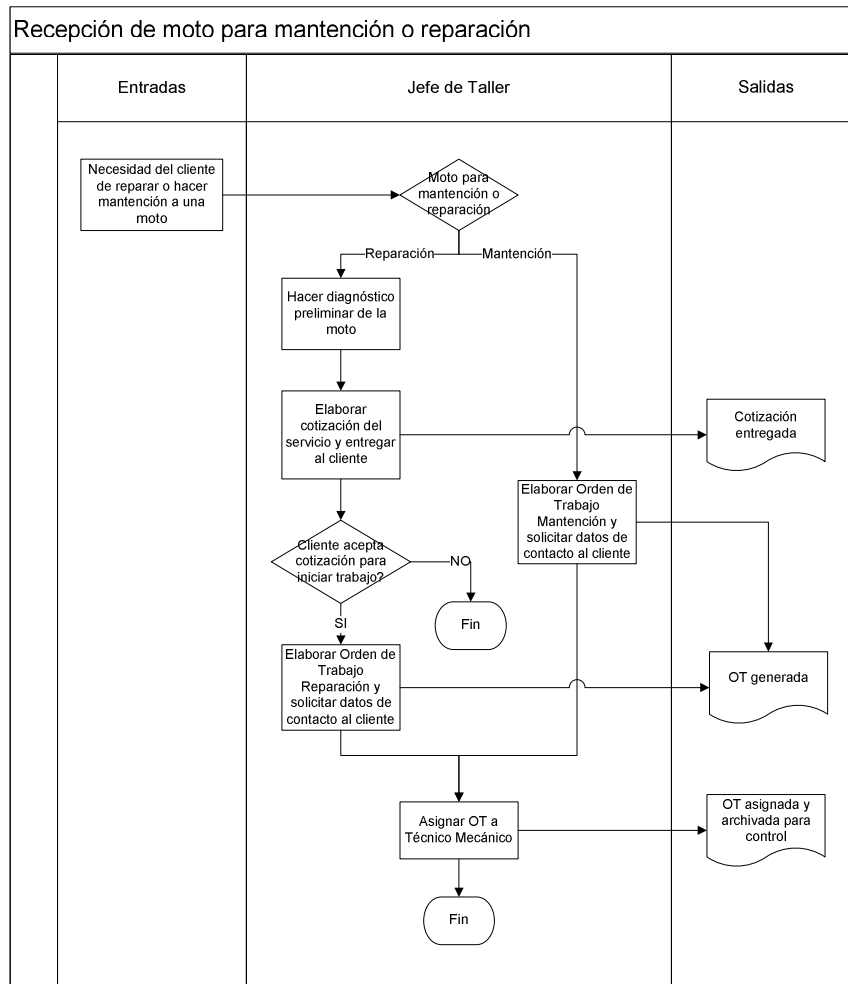 Recepción de moto para mantención o reparación
Entradas
Jefe de Taller
Salidas
Necesidad del cliente
de reparar o hacer
mantención a una
moto
Moto para
mantención o
reparación
Reparación
Mantención
Hacer diagnóstico
preliminar de la
moto
Elaborar
cotización del
servicio y entregar
al cliente
Cotización
entregada
Elaborar Orden de
Trabajo
Mantención y
solicitar datos de
contacto al cliente
Cliente acepta
cotización para
iniciar trabajo?
NO
Fin
SI
Elaborar Orden de
Trabajo
Reparación y
solicitar datos de
contacto al cliente
OT generada
Asignar OT a
Técnico Mecánico
OT asignada y
archivada para
control
Fin